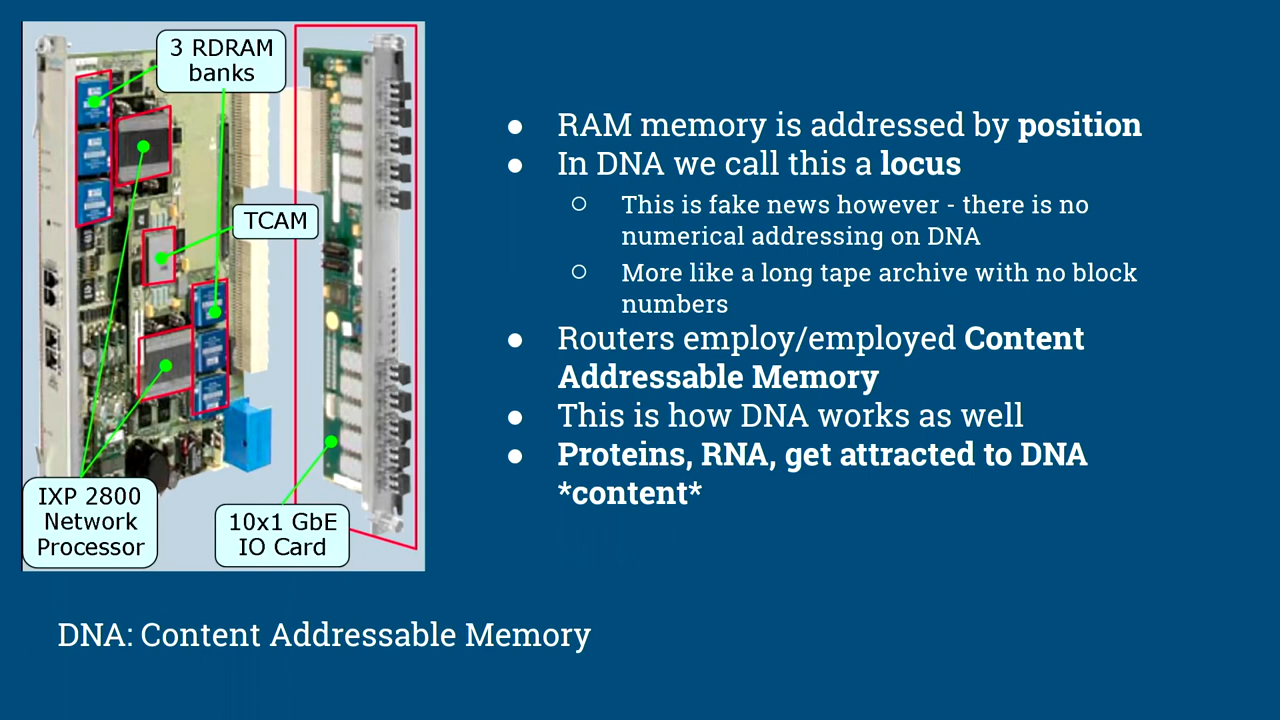 3 RDRAM
banks
TCAM
IXP 2800
Network
Processor
10x1 GbE
IO Card
● RAM memory is addressed by position
● In DNA we call this a locus
○ This is fake news however - there is no
numerical addressing on DNA
○ More like a long tape archive with no block
numbers
● Routers employ/employed Content
Addressable Memory
● This is how DNA works as well
● Proteins, RNA, get attracted to DNA
*content*
DNA: Content Addressable Memory